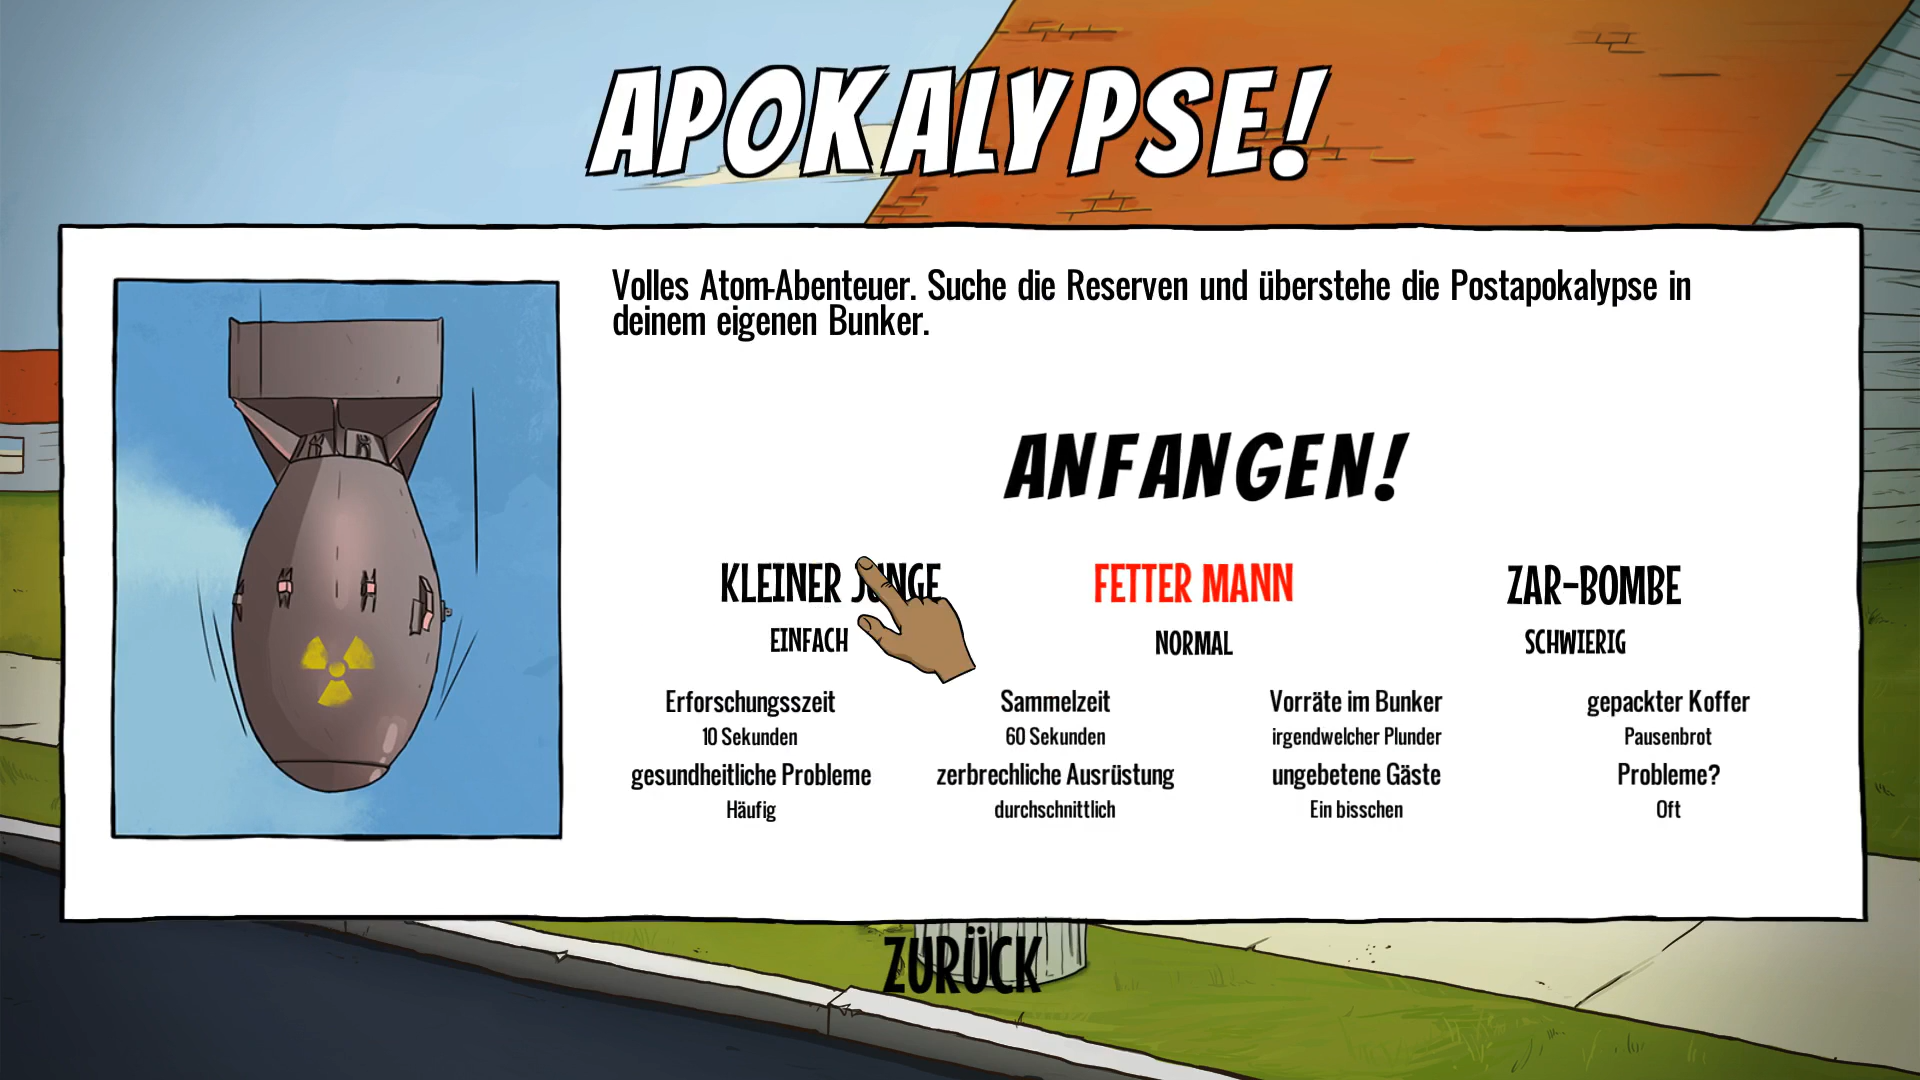 APOKALYPSE!
Volles Atom-Abenteuer. Suche die Reserven und überstehe die Postapokalypse in
deinem eigenen Bunker.
ANFANGEN!
KLEINER JUNGE FETTER MANN ZAR-BOMBE
EINFACH NORMAL SCHWIERIG
Erforschungsszeit Sammelzeit Vorräte im Bunker gepackter Koffer
10 Sekunden 60 Sekunden irgendwelcher Plunder Pausenbrot
gesundheitliche Probleme zerbrechliche Ausrüstung ungebetene Gäste Probleme?
Häufig durchschnittlich Ein bisschen Oft
ZURÜCK